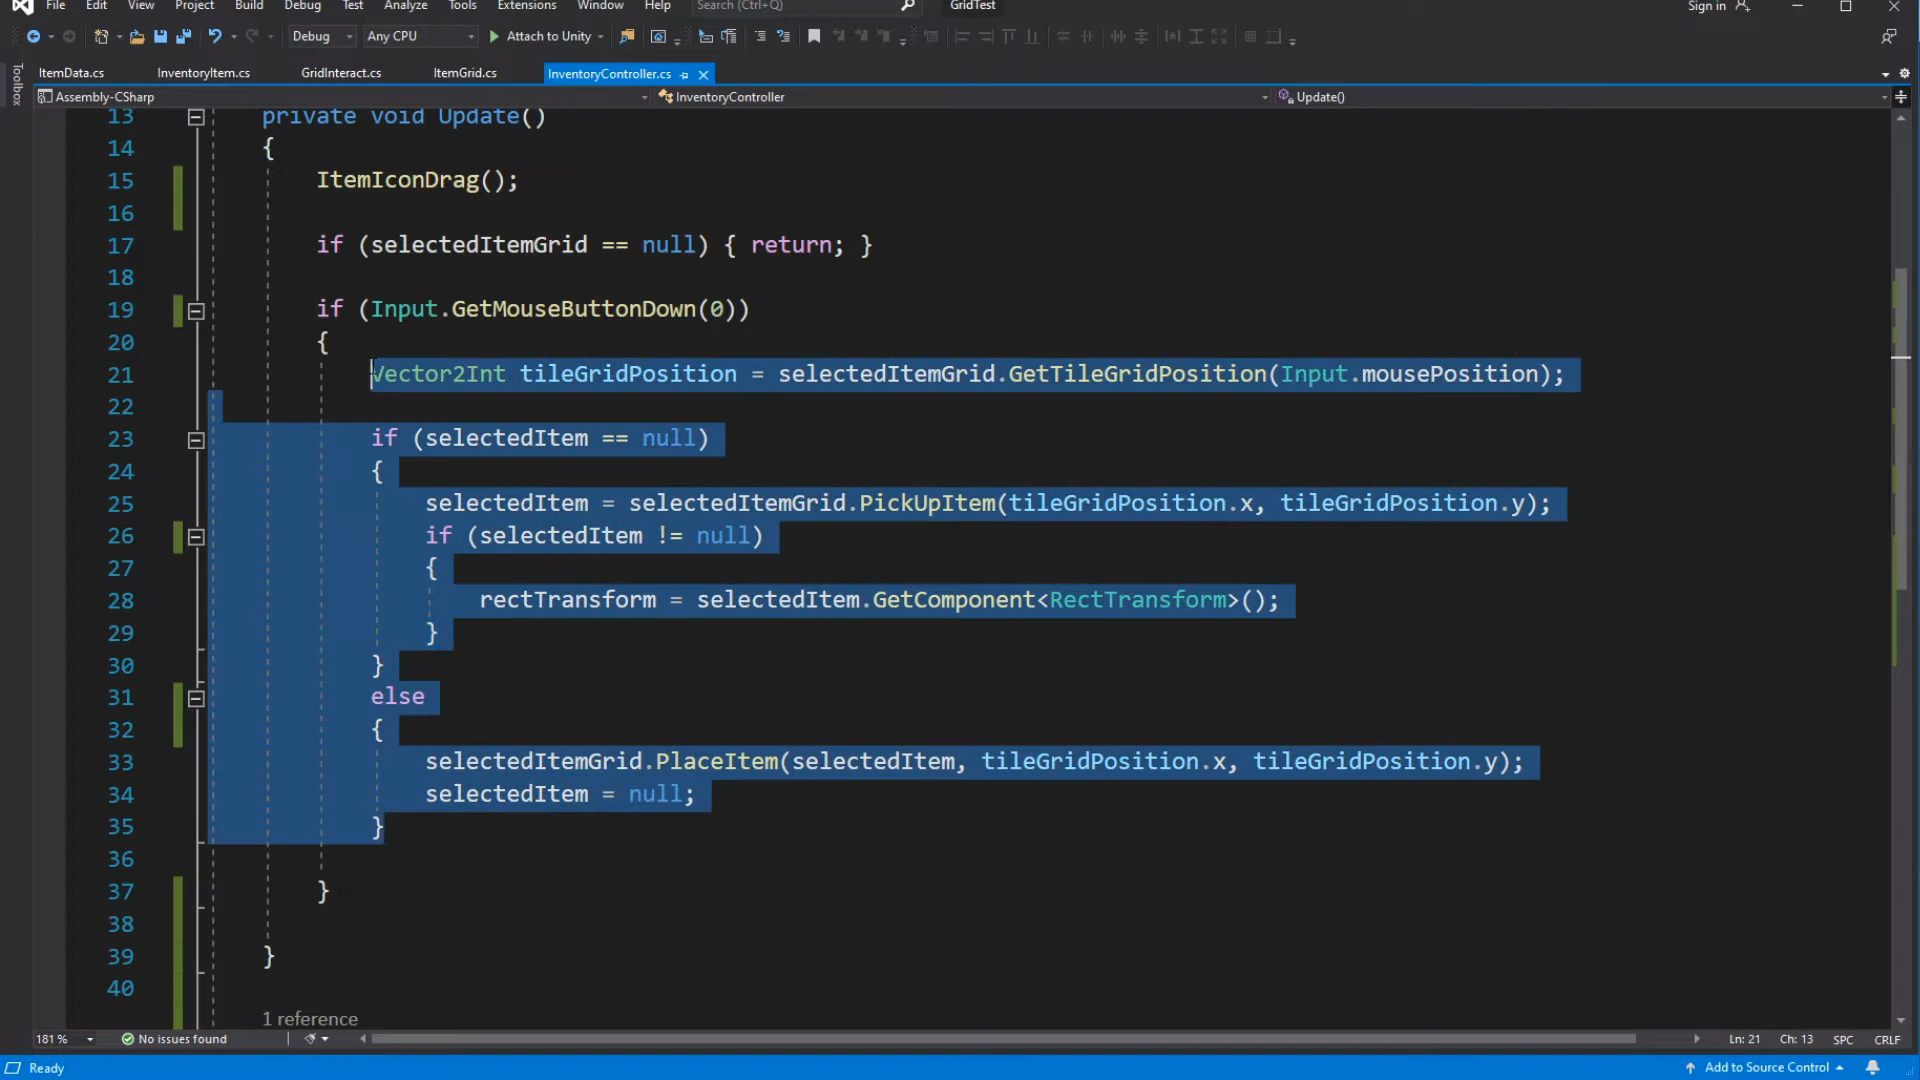 File Edit View Project Build Debug Test Analyze Tools Extensions Window Help Search (Ctrl+Q) GridTest Sign in
Debug Any CPU Attach to Unity
Toolbox
ItemData.cs InventoryItem.cs GridInteract.cs ItemGrid.cs InventoryController.cs
Assembly-CSharp InventoryController Update()
13 private void Update()
14 {
15 ItemIconDrag();
16
17 if (selectedItemGrid == null) { return; }
18
19 if (Input.GetMouseButtonDown(0))
20 {
21 Vector2Int tileGridPosition = selectedItemGrid.GetTileGridPosition(Input.mousePosition);
22
23 if (selectedItem == null)
24 {
25 selectedItem = selectedItemGrid.PickUpItem(tileGridPosition.x, tileGridPosition.y);
26 if (selectedItem != null)
27 {
28 rectTransform = selectedItem.GetComponent<RectTransform>();
29 }
30 }
31 else
32 {
33 selectedItemGrid.PlaceItem(selectedItem, tileGridPosition.x, tileGridPosition.y);
34 selectedItem = null;
35 }
36
37 }
38
39 }
40
1 reference
181 % No issues found Ln: 21 Ch: 13 SPC CRLF
Ready Add to Source Control